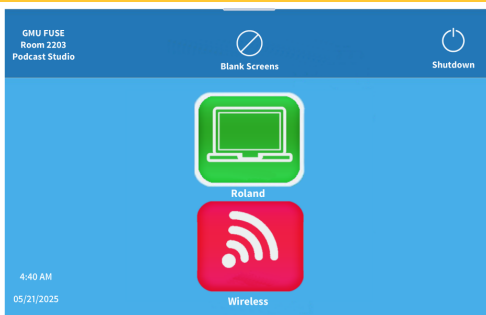 GMU FUSE
Room 2203
Podcast Studio
Blank Screens
Shutdown
Roland
Wireless
4:40 AM
05/21/2025